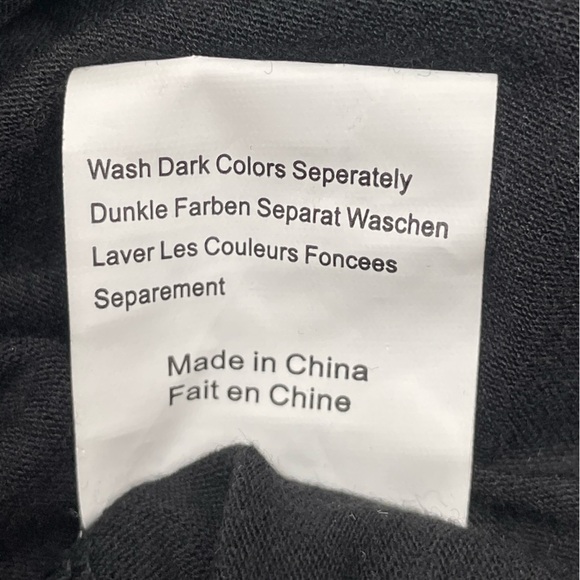 Wash Dark Colors Seperately
Dunkle Farben Separat Waschen
Laver Les Couleurs Foncees
Separement
Made in China
Fait en Chine